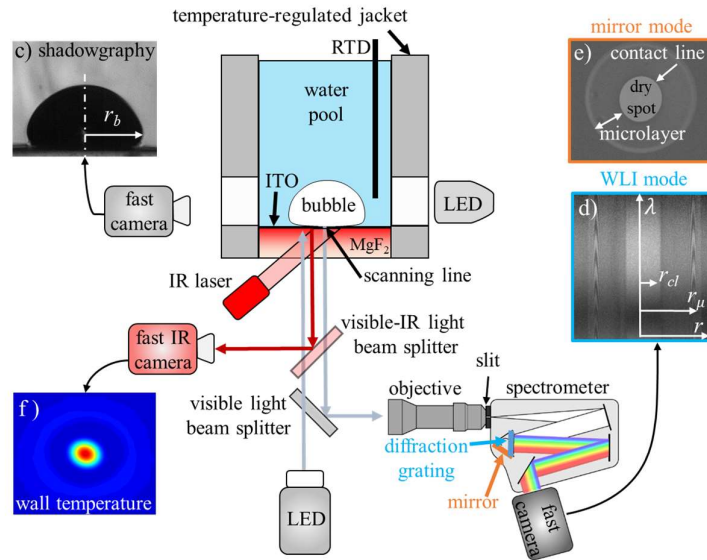 temperature-regulated jacket
c) shadowgraphy
r_b
RTD
water
pool
mirror mode
e)
contact line
dry
spot
microlayer
ITO
bubble
LED
fast
camera
MgF₂
IR laser
scanning line
WLI mode
d)
λ
r_cl
r_μ
r
fast IR
camera
visible-IR light
beam splitter
f )
wall temperature
visible light
beam splitter
objective
slit
spectrometer
diffraction
grating
mirror
LED
fast
camera